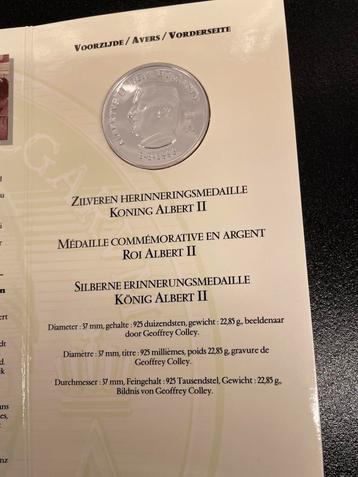 VOORZIJDE / AVERS / VORDERSEITE
ZILVEREN HERINNERINGSMEDAILLE
KONING ALBERT II
MÉDAILLE COMMÉMORATIVE EN ARGENT
ROI ALBERT II
SILBERNE ERINNERUNGSMEDAILLE
KÖNIG ALBERT II
Diameter : 37 mm, gehalte : 925 duizendsten, gewicht : 22,85 g., beeldenaar
door Geoffrey Colley.
Diamètre : 37 mm, titre : 925 millièmes, poids 22,85 g., gravure de
Geoffrey Colley.
Durchmesser : 37 mm, Feingehalt : 925 Tausendstel, Gewicht : 22,85 g.,
Bildnis von Geoffrey Colley.